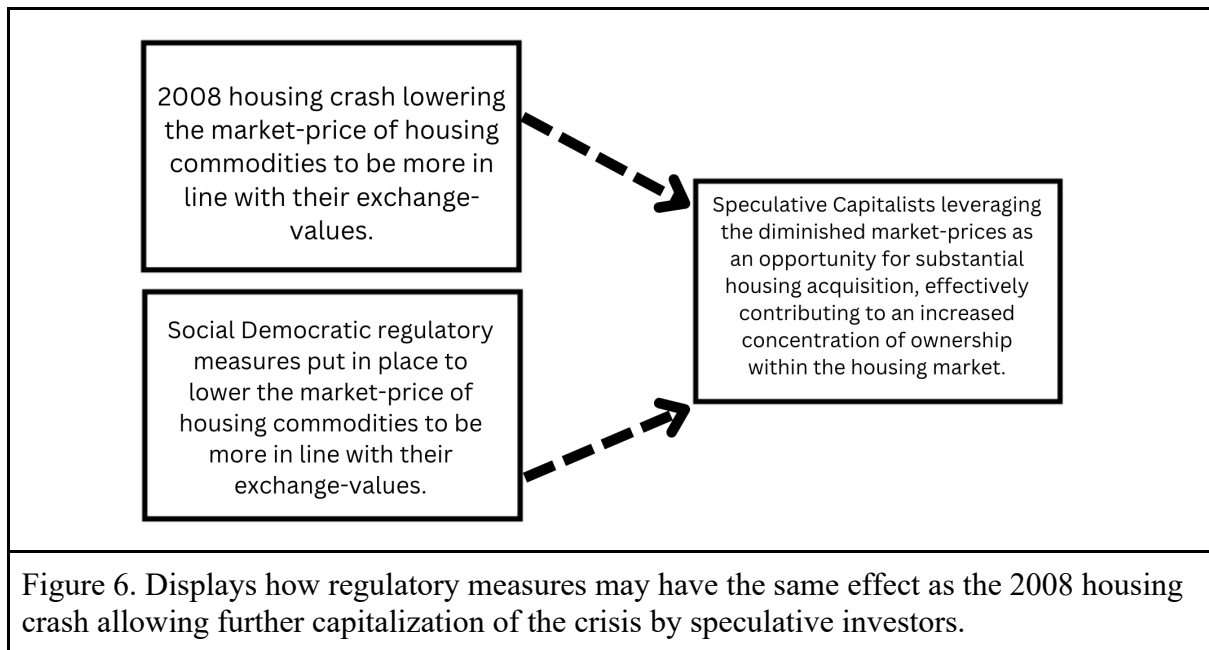 2008 housing crash lowering
the market-price of housing
commodities to be more in
line with their exchange-
values.
Social Democratic regulatory
measures put in place to
lower the market-price of
housing commodities to be
more in line with their
exchange-values.
Speculative Capitalists leveraging
the diminished market-prices as
an opportunity for substantial
housing acquisition, effectively
contributing to an increased
concentration of ownership
within the housing market.
Figure 6. Displays how regulatory measures may have the same effect as the 2008 housing
crash allowing further capitalization of the crisis by speculative investors.